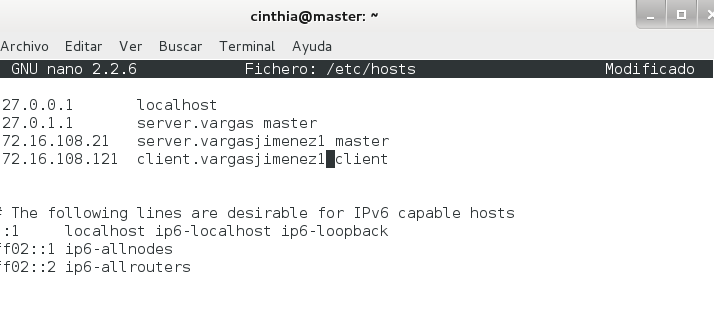 cinthia@master: ~
Archivo Editar Ver Buscar Terminal Ayuda
GNU nano 2.2.6 Fichero: /etc/hosts Modificado
27.0.0.1 localhost
27.0.1.1 server.vargas master
72.16.108.21 server.vargasjimenez1 master
72.16.108.121 client.vargasjimenez1 client
# The following lines are desirable for IPv6 capable hosts
::1 localhost ip6-localhost ip6-loopback
ff02::1 ip6-allnodes
ff02::2 ip6-allrouters